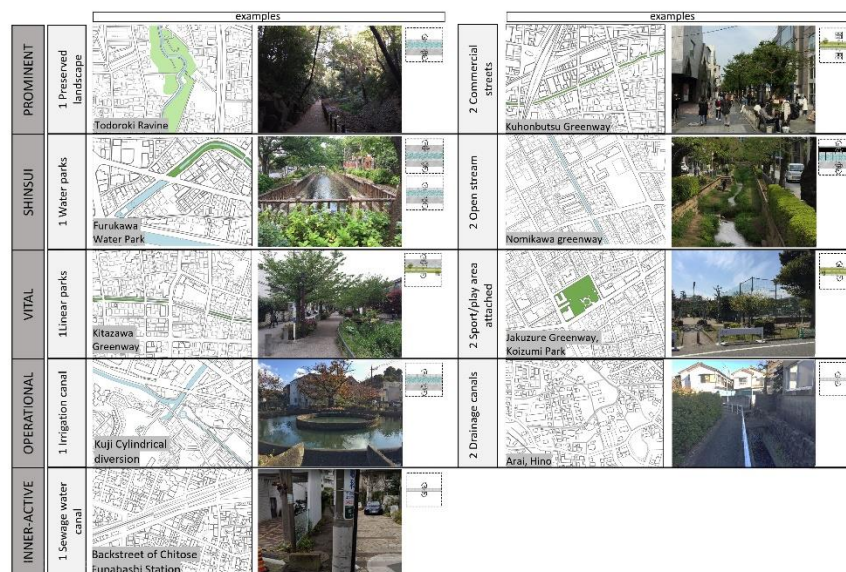 examples
examples
PROMINENT
1 Preserved
landscape
Todoroki Ravine
2 Commercial
streets
Kuhonbutsu Greenway
SHINSUI
1 Water parks
Furukawa
Water Park
2 Open stream
Nomikawa greenway
VITAL
1Linear parks
Kitazawa
Greenway
2 Sport/play area
attached
Jakuzure Greenway,
Koizumi Park
OPERATIONAL
1 Irrigation canal
Kuji Cylindrical
diversion
2 Drainage canals
Arai, Hino
INNER-ACTIVE
1 Sewage water
canal
Backstreet of Chitose
Funabashi Station